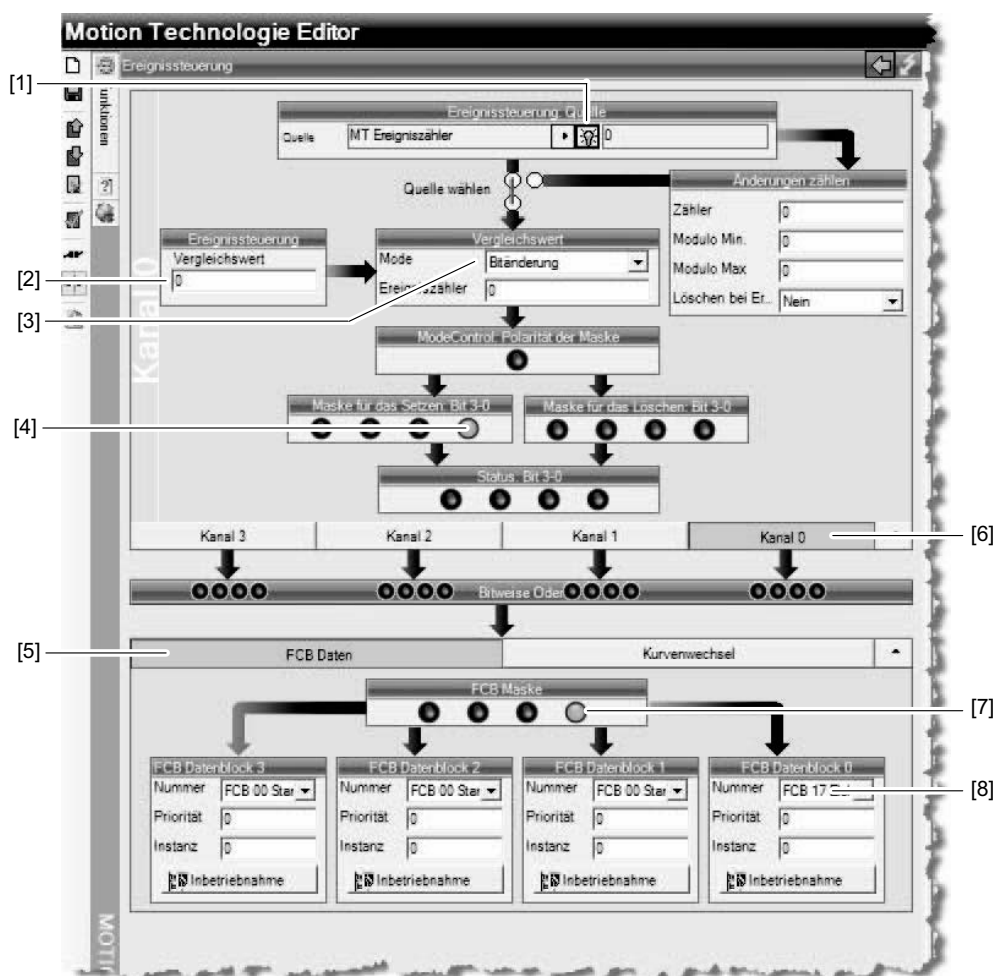 Motion Technologie Editor
Ereignissteuerung
[1]
Funktionen
Ereignissteuerung: Quelle
Quelle
MT Ereigniszähler
0
Quelle wählen
Änderungen zählen
Zähler
0
Modulo Min.
0
Modulo Max
0
Löschen bei Er..
Nein
Ereignissteuerung
Vergleichswert
0
[2]
Vergleichswert
Mode
Bitänderung
Ereigniszähler
0
[3]
Kanal 0
ModeControl: Polarität der Maske
Maske für das Setzen: Bit 3-0
Maske für das Löschen: Bit 3-0
[4]
Status: Bit 3-0
Kanal 3
Kanal 2
Kanal 1
Kanal 0
[6]
Bitweise Oder
[5]
FCB Daten
Kurvenwechsel
FCB Maske
[7]
FCB Datenblock 3
Nummer
FCB 00 Star
Priorität
0
Instanz
0
Inbetriebnahme
FCB Datenblock 2
Nummer
FCB 00 Star
Priorität
0
Instanz
0
Inbetriebnahme
FCB Datenblock 1
Nummer
FCB 00 Star
Priorität
0
Instanz
0
Inbetriebnahme
FCB Datenblock 0
Nummer
FCB 17
[8]
Priorität
0
Instanz
0
Inbetriebnahme